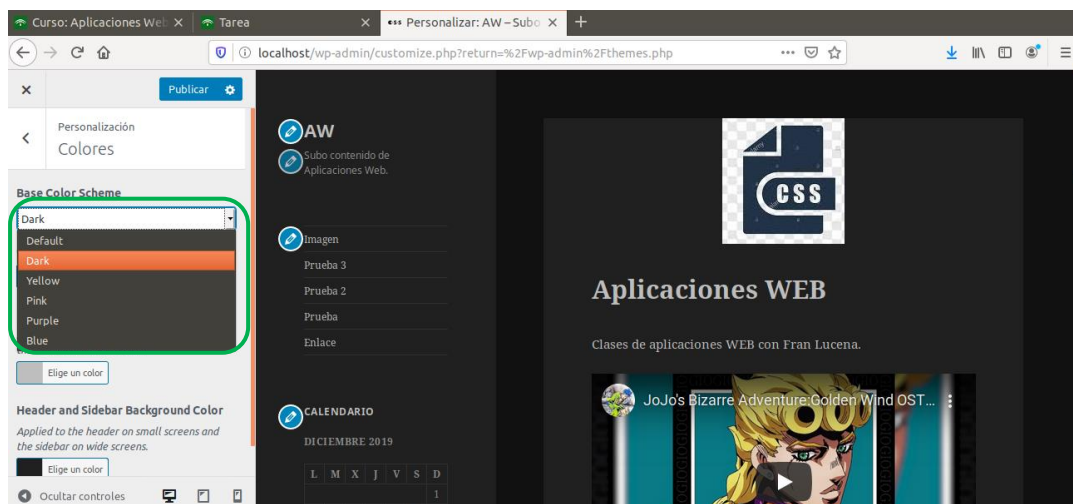 Curso: Aplicaciones Web
Tarea
css Personalizar: AW – Subo
localhost/wp-admin/customize.php?return=%2Fwp-admin%2Fthemes.php
Publicar
Personalización
Colores
Base Color Scheme
Dark
Default
Dark
Yellow
Pink
Purple
Blue
Elige un color
Header and Sidebar Background Color
Applied to the header on small screens and
the sidebar on wide screens.
Elige un color
Ocultar controles
AW
Subo contenido de
Aplicaciones Web.
Imagen
Prueba 3
Prueba 2
Prueba
Enlace
CALENDARIO
DICIEMBRE 2019
L M X J V S D
1
CSS
Aplicaciones WEB
Clases de aplicaciones WEB con Fran Lucena.
JoJo's Bizarre Adventure:Golden Wind OST...